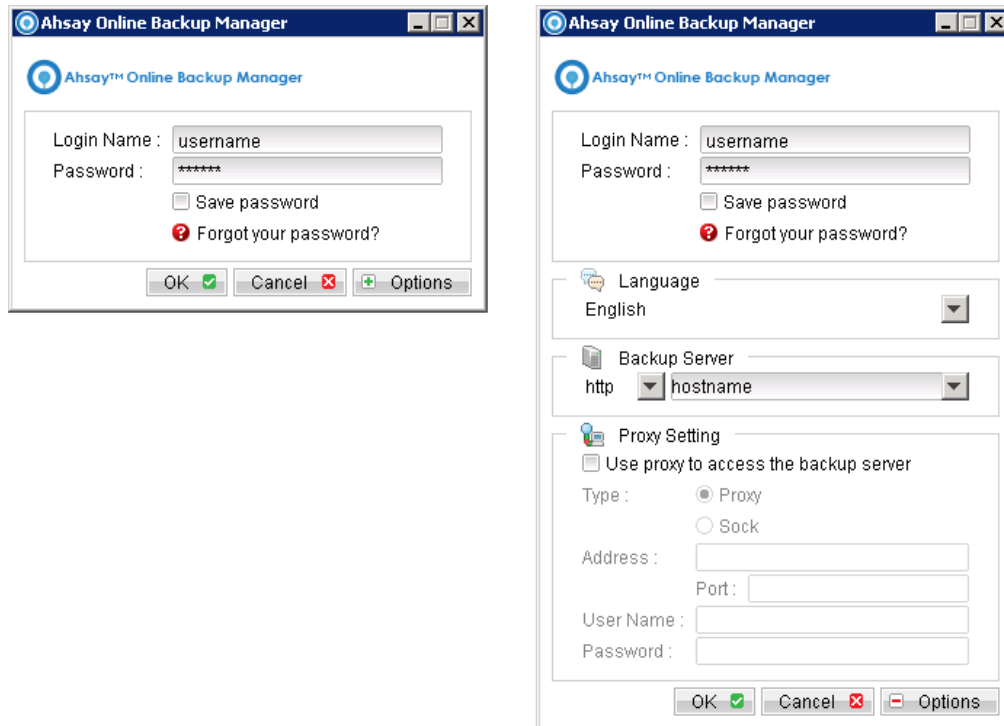 Ahsay Online Backup Manager
Ahsay™ Online Backup Manager
Login Name : username
Password : ******
Save password
Forgot your password?
OK Cancel Options
Ahsay Online Backup Manager
Ahsay™ Online Backup Manager
Login Name : username
Password : ******
Save password
Forgot your password?
Language
English
Backup Server
http hostname
Proxy Setting
Use proxy to access the backup server
Type : Proxy
Sock
Address :
Port :
User Name :
Password :
OK Cancel Options